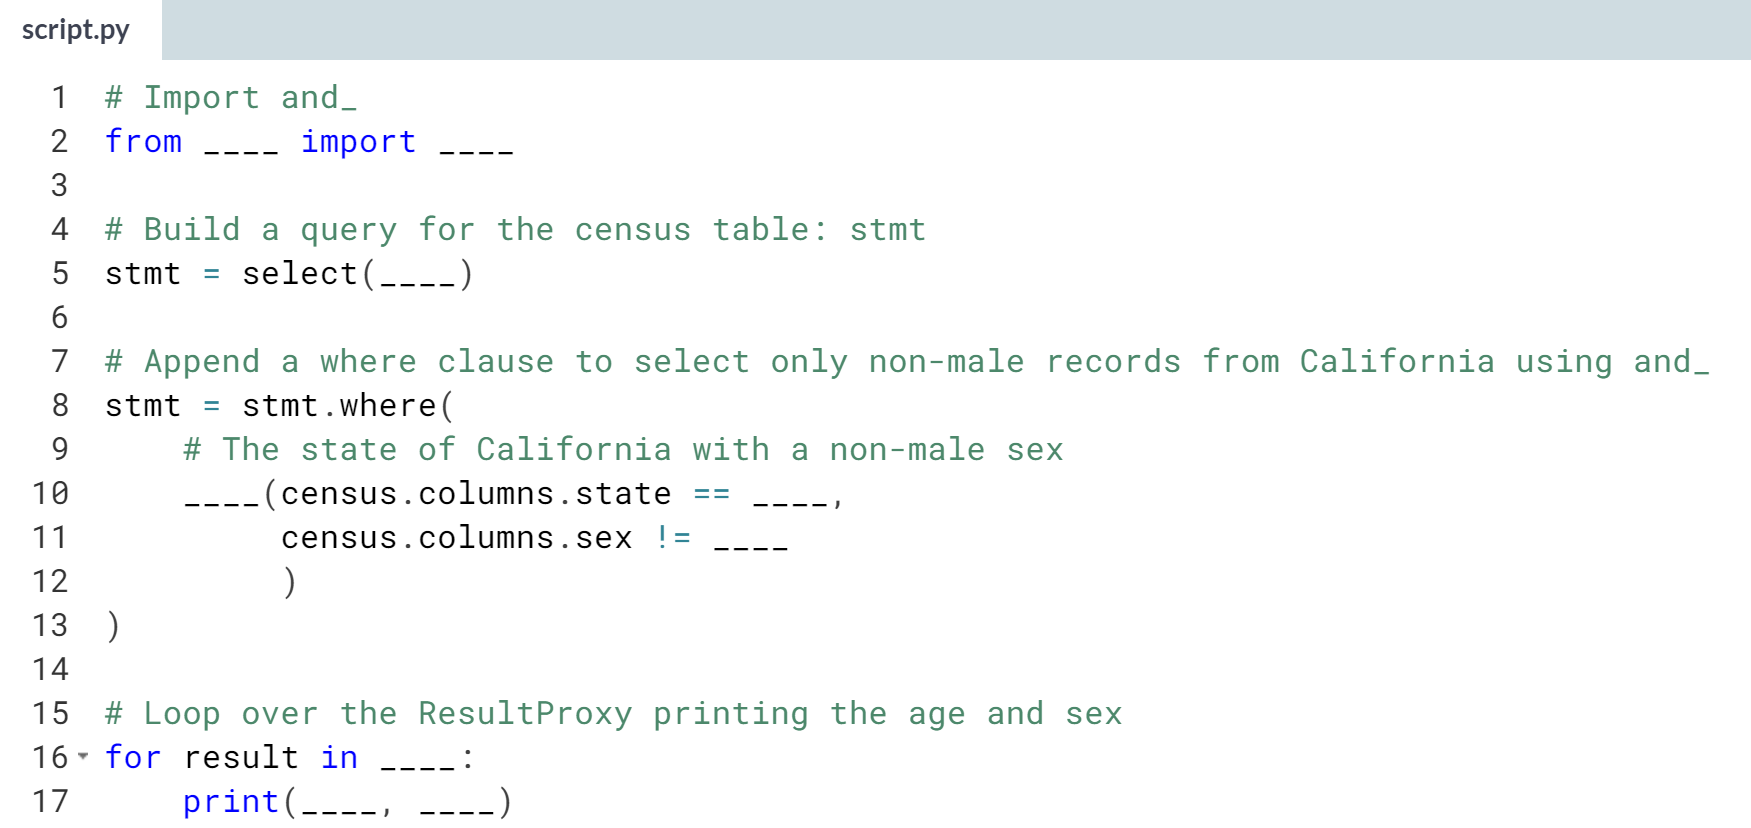 script.py
1 # Import and_
2 from ____ import ____
3
4 # Build a query for the census table: stmt
5 stmt = select(____)
6
7 # Append a where clause to select only non-male records from California using and_
8 stmt = stmt.where(
9     # The state of California with a non-male sex
10     ____(census.columns.state == ____,
11          census.columns.sex != ____
12          )
13 )
14
15 # Loop over the ResultProxy printing the age and sex
16 for result in ____:
17     print(____, ____)